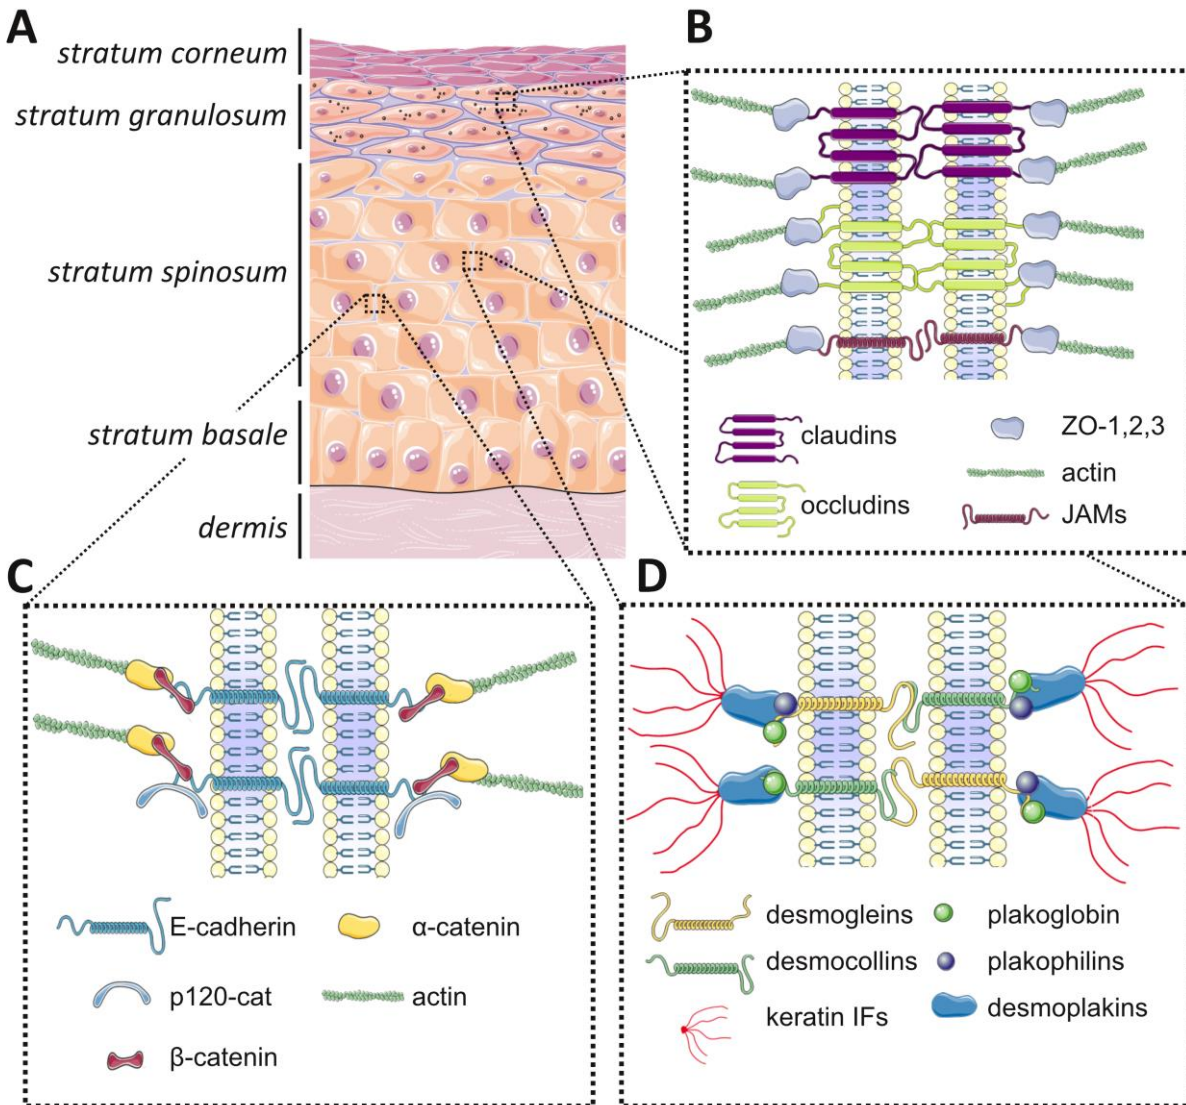 A
stratum corneum
stratum granulosum
stratum spinosum
stratum basale
dermis
B
claudins
occludins
ZO-1,2,3
actin
JAMs
C
E-cadherin
p120-cat
β-catenin
α-catenin
actin
D
desmogleins
desmocollins
keratin IFs
plakoglobin
plakophilins
desmoplakins